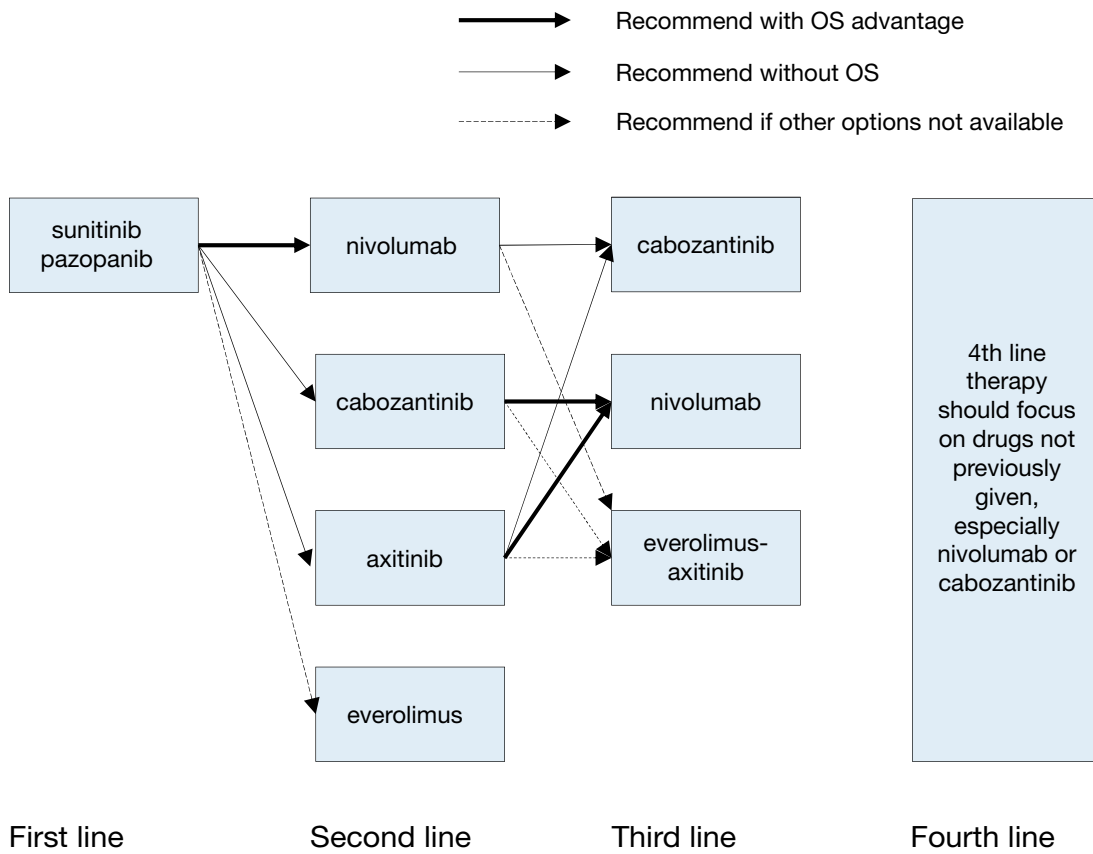 Recommend with OS advantage
Recommend without OS
Recommend if other options not available
sunitinib
pazopanib
nivolumab
cabozantinib
cabozantinib
nivolumab
axitinib
everolimus-
axitinib
everolimus
4th line
therapy
should focus
on drugs not
previously
given,
especially
nivolumab or
cabozantinib
First line
Second line
Third line
Fourth line